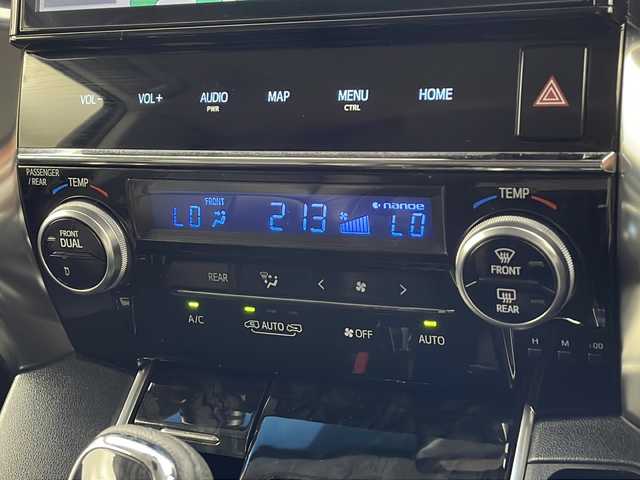 VOL- VOL+ AUDIO MAP MENU HOME
PWR CTRL
PASSENGER
/ REAR
TEMP
TEMP
FRONT
nanoe
LO 213 LO
FRONT
DUAL
FRONT
REAR
REAR
A/C
AUTO
OFF
AUTO
H M :00